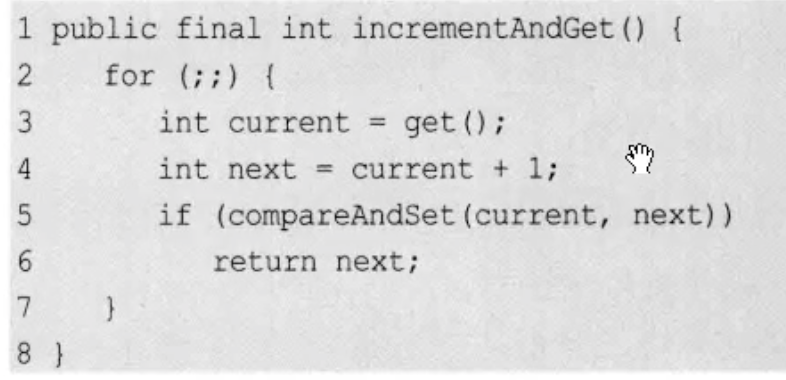 1 public final int incrementAndGet() {
2 for (;;) {
3 int current = get();
4 int next = current + 1;
5 if (compareAndSet(current, next))
6 return next;
7 }
8 }